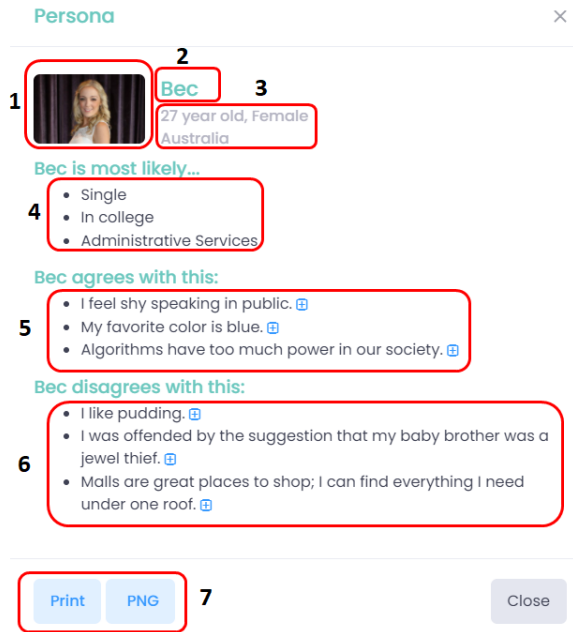 Persona
×
2
1
Bec
3
27 year old, Female
Australia
Bec is most likely...
4
• Single
• In college
• Administrative Services
Bec agrees with this:
5
• I feel shy speaking in public.
• My favorite color is blue.
• Algorithms have too much power in our society.
Bec disagrees with this:
6
• I like pudding.
• I was offended by the suggestion that my baby brother was a
jewel thief.
• Malls are great places to shop; I can find everything I need
under one roof.
Print PNG 7 Close